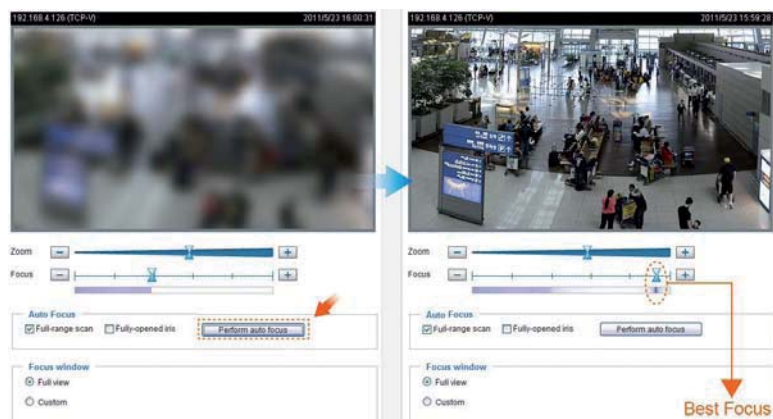 192.168.4.126 (TCP-V) 2011/5/23 16:00:31
Zoom
Focus
Auto Focus
Full-range scan Fully-opened iris Perform auto focus
Focus window
Full view
Custom
192.168.4.126 (TCP-V) 2011/5/23 15:59:28
Zoom
Focus
Auto Focus
Full-range scan Fully-opened iris Perform auto focus
Focus window
Full view
Custom
Best Focus